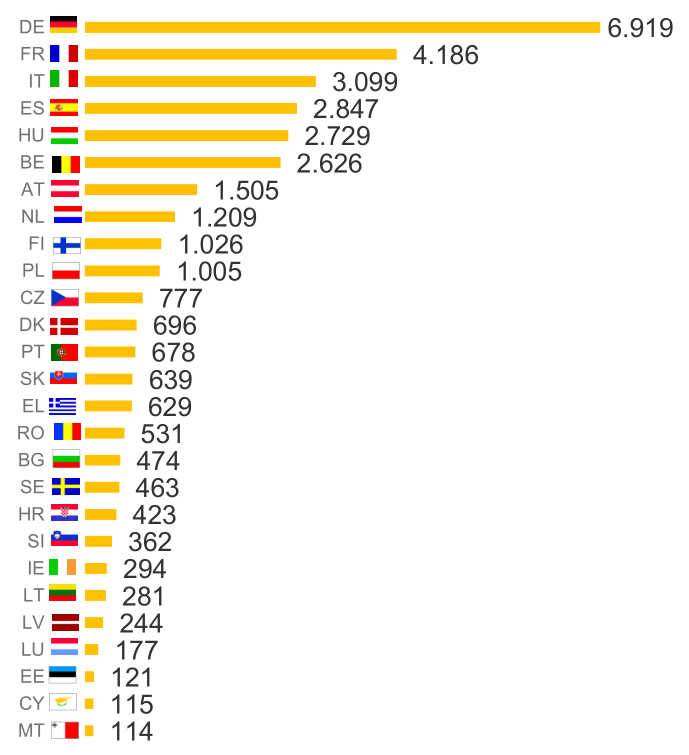 DE 6.919
FR 4.186
IT 3.099
ES 2.847
HU 2.729
BE 2.626
AT 1.505
NL 1.209
FI 1.026
PL 1.005
CZ 777
DK 696
PT 678
SK 639
EL 629
RO 531
BG 474
SE 463
HR 423
SI 362
IE 294
LT 281
LV 244
LU 177
EE 121
CY 115
MT 114